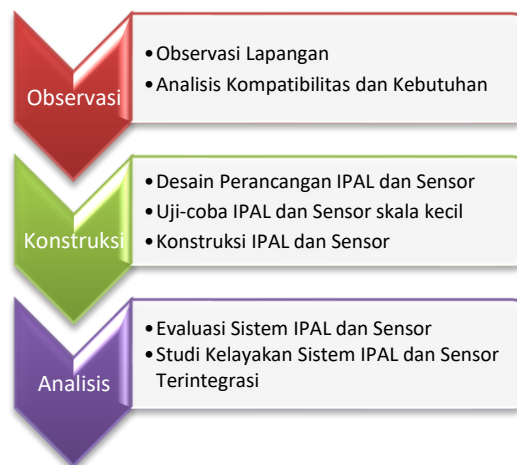 Observasi
•Observasi Lapangan
•Analisis Kompatibilitas dan Kebutuhan
Konstruksi
•Desain Perancangan IPAL dan Sensor
•Uji-coba IPAL dan Sensor skala kecil
•Konstruksi IPAL dan Sensor
Analisis
•Evaluasi Sistem IPAL dan Sensor
•Studi Kelayakan Sistem IPAL dan Sensor
Terintegrasi